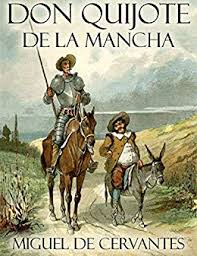 DON QUIJOTE
DE LA MANCHA
MIGUEL DE CERVANTES